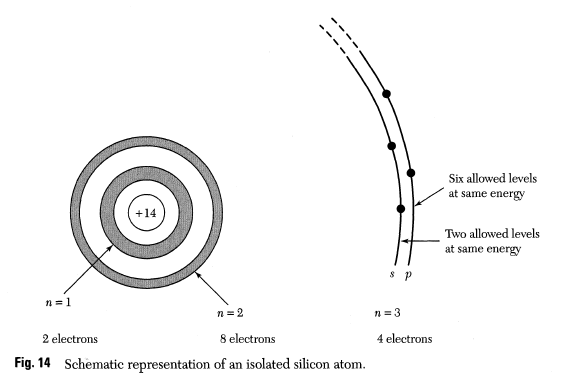 +14
Six allowed levels
at same energy
Two allowed levels
at same energy
s p
n = 1
n = 2
n = 3
2 electrons
8 electrons
4 electrons
Fig. 14 Schematic representation of an isolated silicon atom.